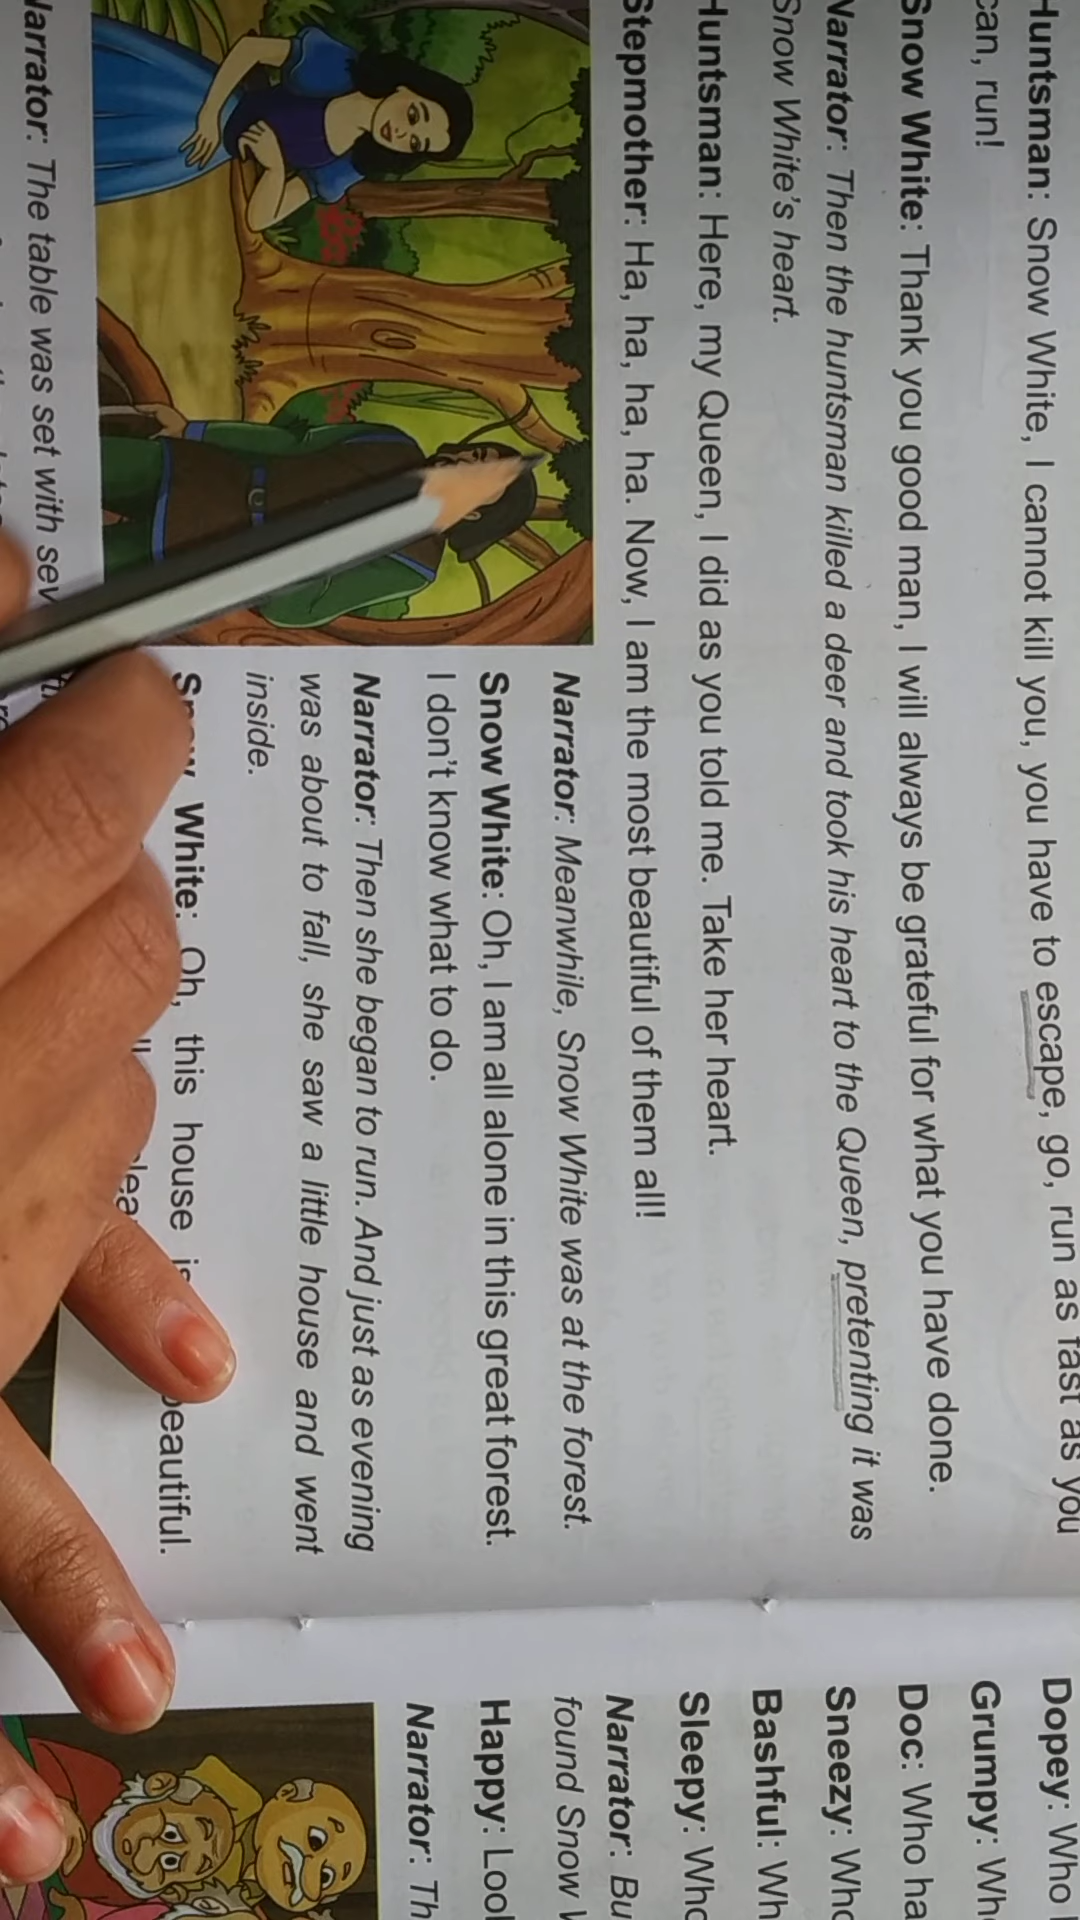 Huntsman: Snow White, I cannot kill you, you have to escape, go, run as fast as you
can, run!
Snow White: Thank you good man, I will always be grateful for what you have done.
Narrator: Then the huntsman killed a deer and took his heart to the Queen, pretenting it was
Snow White's heart.
Huntsman: Here, my Queen, I did as you told me. Take her heart.
Stepmother: Ha, ha, ha, ha, ha. Now, I am the most beautiful of them all!
Narrator: Meanwhile, Snow White was at the forest.
Snow White: Oh, I am all alone in this great forest.
I don't know what to do.
Narrator: Then she began to run. And just as evening
was about to fall, she saw a little house and went
inside.
Snow White: Oh, this house is beautiful.
Narrator: The table was set with
Dopey: Who
Grumpy:
Doc: Who
Sneezy:
Bashful:
Sleepy:
Narrator:
found Snow
Happy:
Narrator: